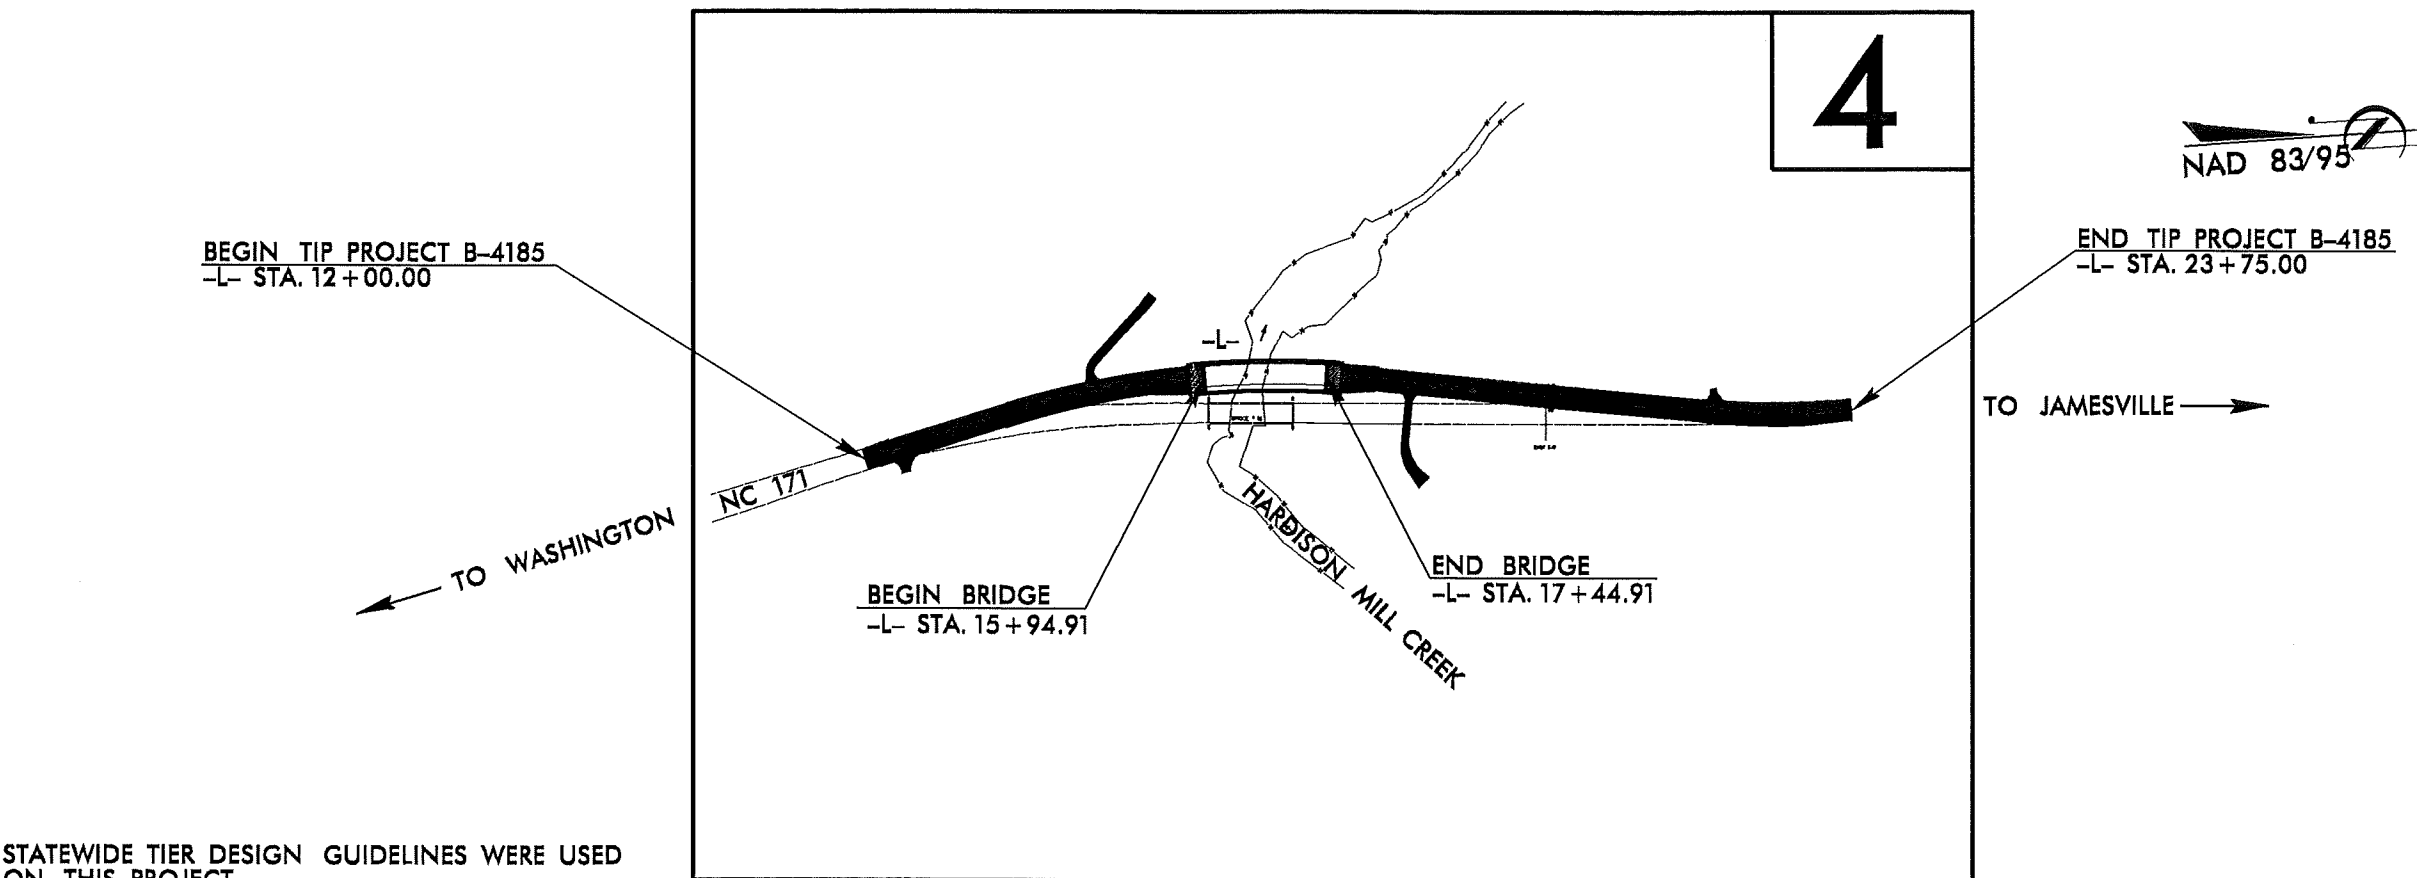 4
NAD 83/95
BEGIN TIP PROJECT B-4185
-L- STA. 12+00.00
END TIP PROJECT B-4185
-L- STA. 23+75.00
-L-
TO JAMESVILLE
NC 171
TO WASHINGTON
HARDISON MILL CREEK
BEGIN BRIDGE
-L- STA. 15+94.91
END BRIDGE
-L- STA. 17+44.91
STATEWIDE TIER DESIGN GUIDELINES WERE USED
ON THIS PROJECT